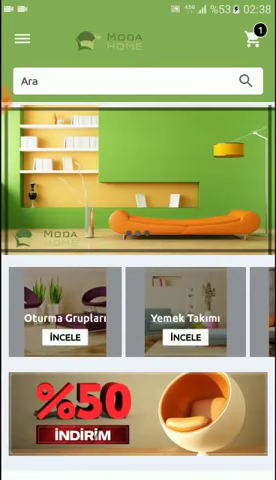 %53 02:38
MODA
HOME
1
Ara
MODA
HOME
Oturma Grupları
Yemek Takımı
İNCELE
İNCELE
%50
İNDİRİM